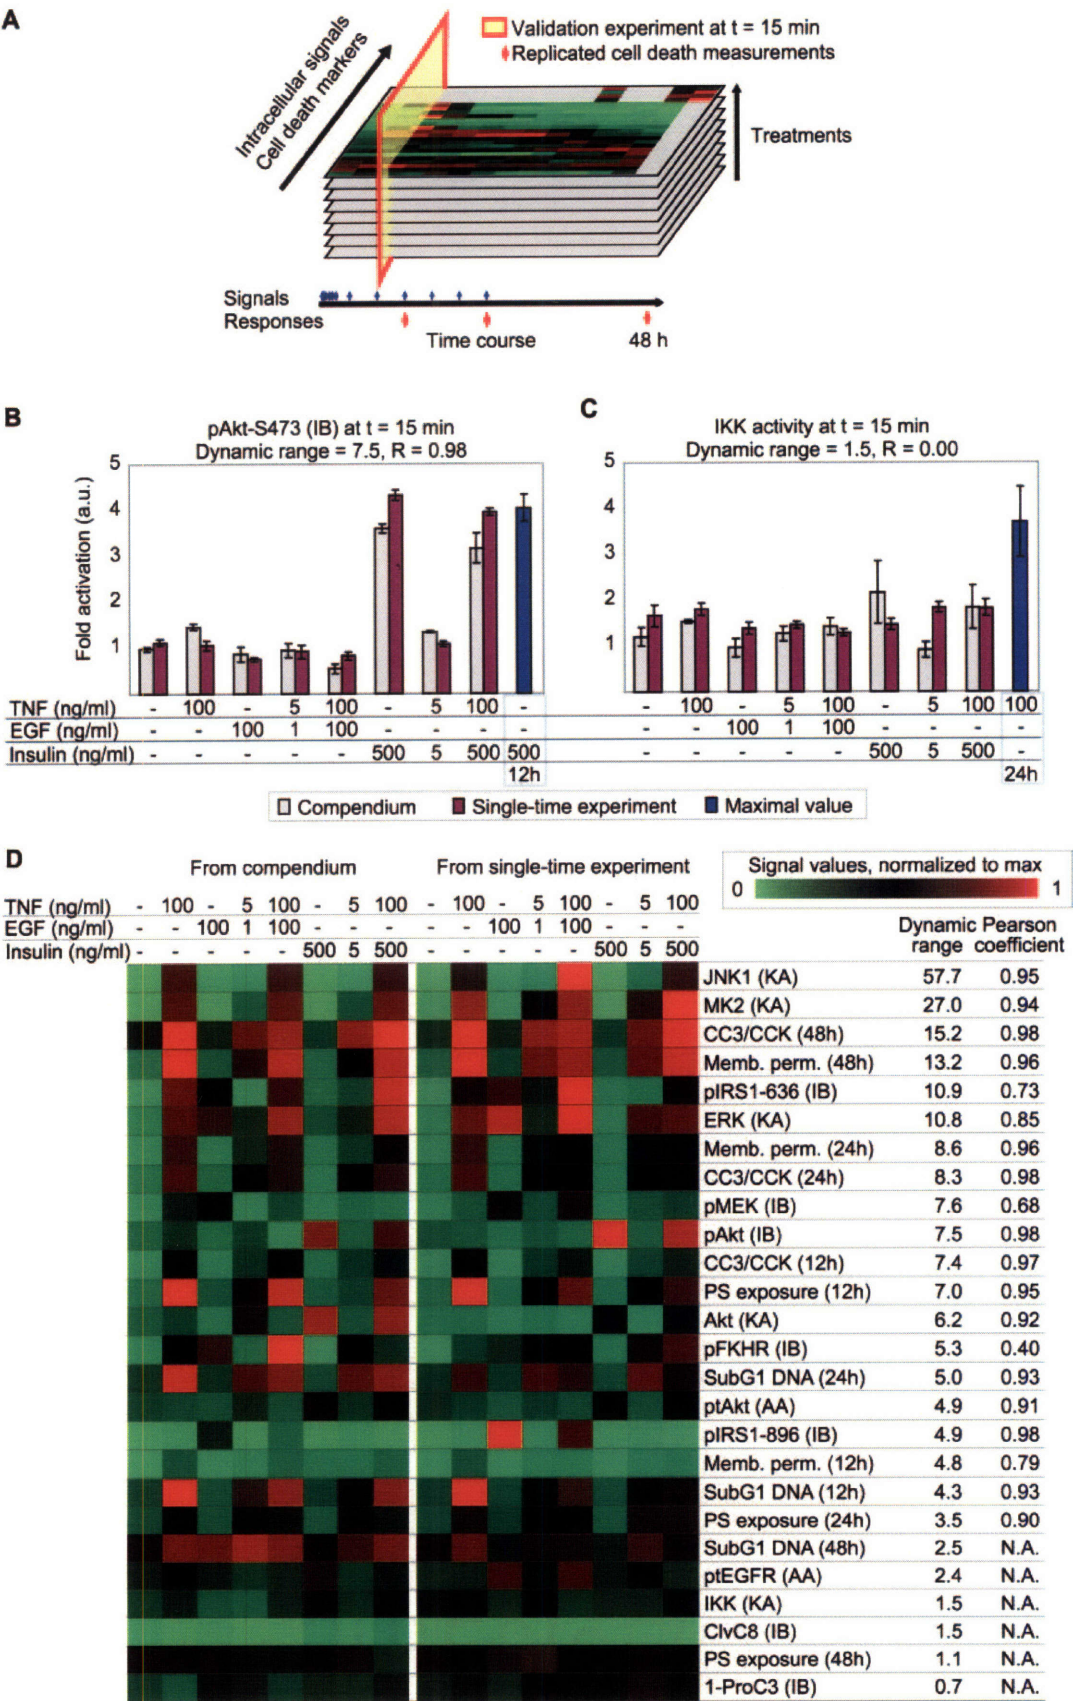 A
Intracellular signals
Cell death markers
Validation experiment at t = 15 min
Replicated cell death measurements
Treatments
Signals
Responses
Time course
48 h
B
pAkt-S473 (IB) at t = 15 min
Dynamic range = 7.5, R = 0.98
Fold activation (a.u.)
5
4
3
2
1
C
IKK activity at t = 15 min
Dynamic range = 1.5, R = 0.00
5
4
3
2
1
TNF (ng/ml) - 100 - 5 100 - 5 100 - - 100 - 5 100 - 5 100 100
EGF (ng/ml) - - 100 1 100 - - - - - - 100 1 100 - - - -
Insulin (ng/ml) - - - - - 500 5 500 500 - - - - - 500 5 500 -
12h 24h
Compendium Single-time experiment Maximal value
D
From compendium From single-time experiment
Signal values, normalized to max
0 1
TNF (ng/ml) - 100 - 5 100 - 5 100 - 100 - 5 100 - 5 100
EGF (ng/ml) - - 100 1 100 - - - - - 100 1 100 - - -
Insulin (ng/ml) - - - - - 500 5 500 - - - - - 500 5 500
Dynamic Pearson
range coefficient
JNK1 (KA) 57.7 0.95
MK2 (KA) 27.0 0.94
CC3/CCK (48h) 15.2 0.98
Memb. perm. (48h) 13.2 0.96
pIRS1-636 (IB) 10.9 0.73
ERK (KA) 10.8 0.85
Memb. perm. (24h) 8.6 0.96
CC3/CCK (24h) 8.3 0.98
pMEK (IB) 7.6 0.68
pAkt (IB) 7.5 0.98
CC3/CCK (12h) 7.4 0.97
PS exposure (12h) 7.0 0.95
Akt (KA) 6.2 0.92
pFKHR (IB) 5.3 0.40
SubG1 DNA (24h) 5.0 0.93
ptAkt (AA) 4.9 0.91
pIRS1-896 (IB) 4.9 0.98
Memb. perm. (12h) 4.8 0.79
SubG1 DNA (12h) 4.3 0.93
PS exposure (24h) 3.5 0.90
SubG1 DNA (48h) 2.5 N.A.
ptEGFR (AA) 2.4 N.A.
IKK (KA) 1.5 N.A.
ClvC8 (IB) 1.5 N.A.
PS exposure (48h) 1.1 N.A.
1-ProC3 (IB) 0.7 N.A.